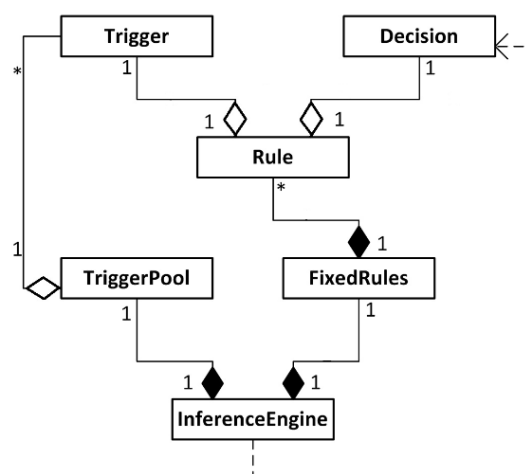 Trigger
Decision
*
1
1
1
1
Rule
*
1
1
TriggerPool
FixedRules
1
1
1
1
InferenceEngine